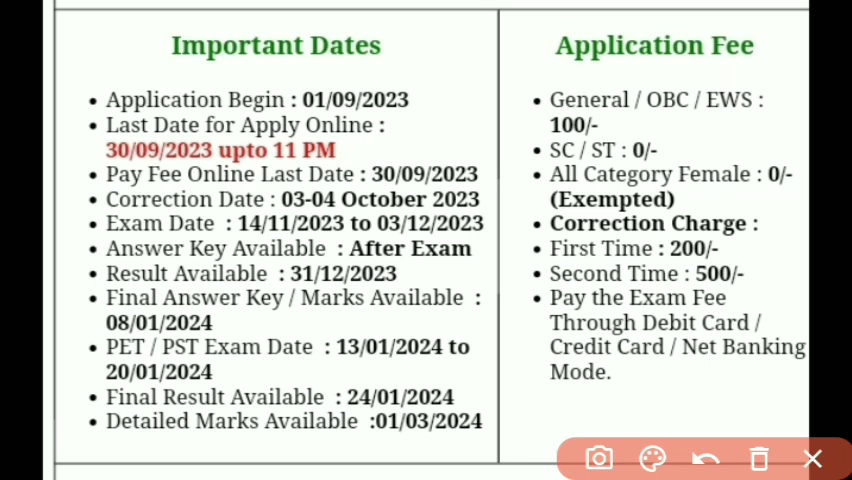 Important Dates
Application Begin : 01/09/2023
Last Date for Apply Online :
30/09/2023 upto 11 PM
Pay Fee Online Last Date : 30/09/2023
Correction Date : 03-04 October 2023
Exam Date : 14/11/2023 to 03/12/2023
Answer Key Available : After Exam
Result Available : 31/12/2023
Final Answer Key / Marks Available :
08/01/2024
PET / PST Exam Date : 13/01/2024 to
20/01/2024
Final Result Available : 24/01/2024
Detailed Marks Available :01/03/2024
Application Fee
General / OBC / EWS :
100/-
SC / ST : 0/-
All Category Female : 0/-
(Exempted)
Correction Charge :
First Time : 200/-
Second Time : 500/-
Pay the Exam Fee
Through Debit Card /
Credit Card / Net Banking
Mode.